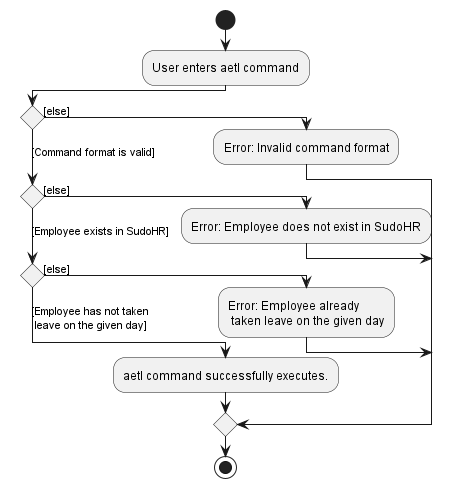 User enters aetl command
[else]
Error: Invalid command format
[Command format is valid]
[else]
Error: Employee does not exist in SudoHR
[Employee exists in SudoHR]
[else]
Error: Employee already
taken leave on the given day
[Employee has not taken
leave on the given day]
aetl command successfully executes.